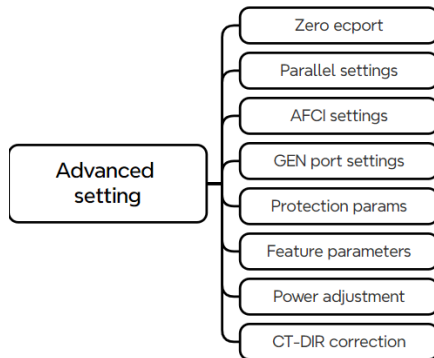 Advanced
setting
Zero ecport
Parallel settings
AFCI settings
GEN port settings
Protection params
Feature parameters
Power adjustment
CT-DIR correction